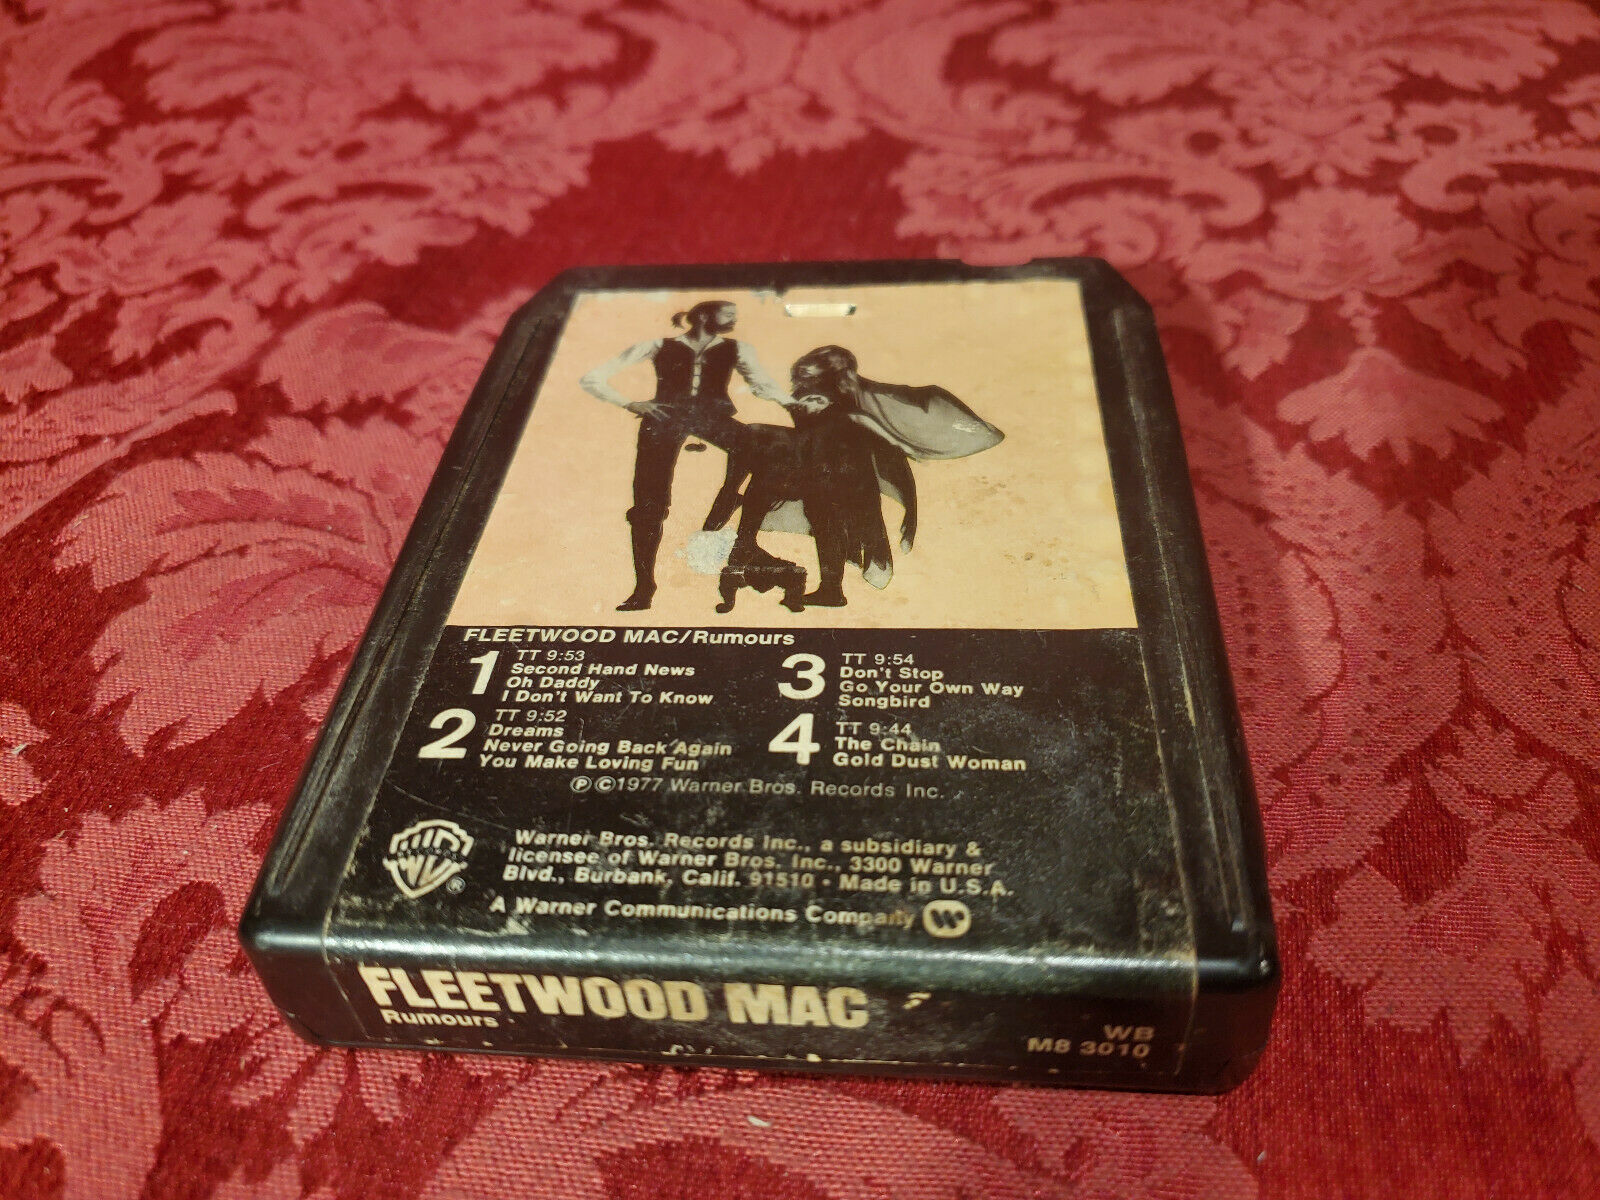 FLEETWOOD MAC/Rumours
1 TT 9:53
Second Hand News
Oh Daddy
I Don't Want To Know
2 TT 9:52
Dreams
Never Going Back Again
You Make Loving Fun
3 TT 9:54
Don't Stop
Go Your Own Way
Songbird
4 TT 9:44
The Chain
Gold Dust Woman
Ⓟ©1977 Warner Bros. Records Inc.
Warner Bros. Records Inc., a subsidiary &
licensee of Warner Bros. Inc., 3300 Warner
Blvd., Burbank, Calif. 91510 • Made in U.S.A.
A Warner Communications Company
FLEETWOOD MAC
Rumours
WB
M8 3010